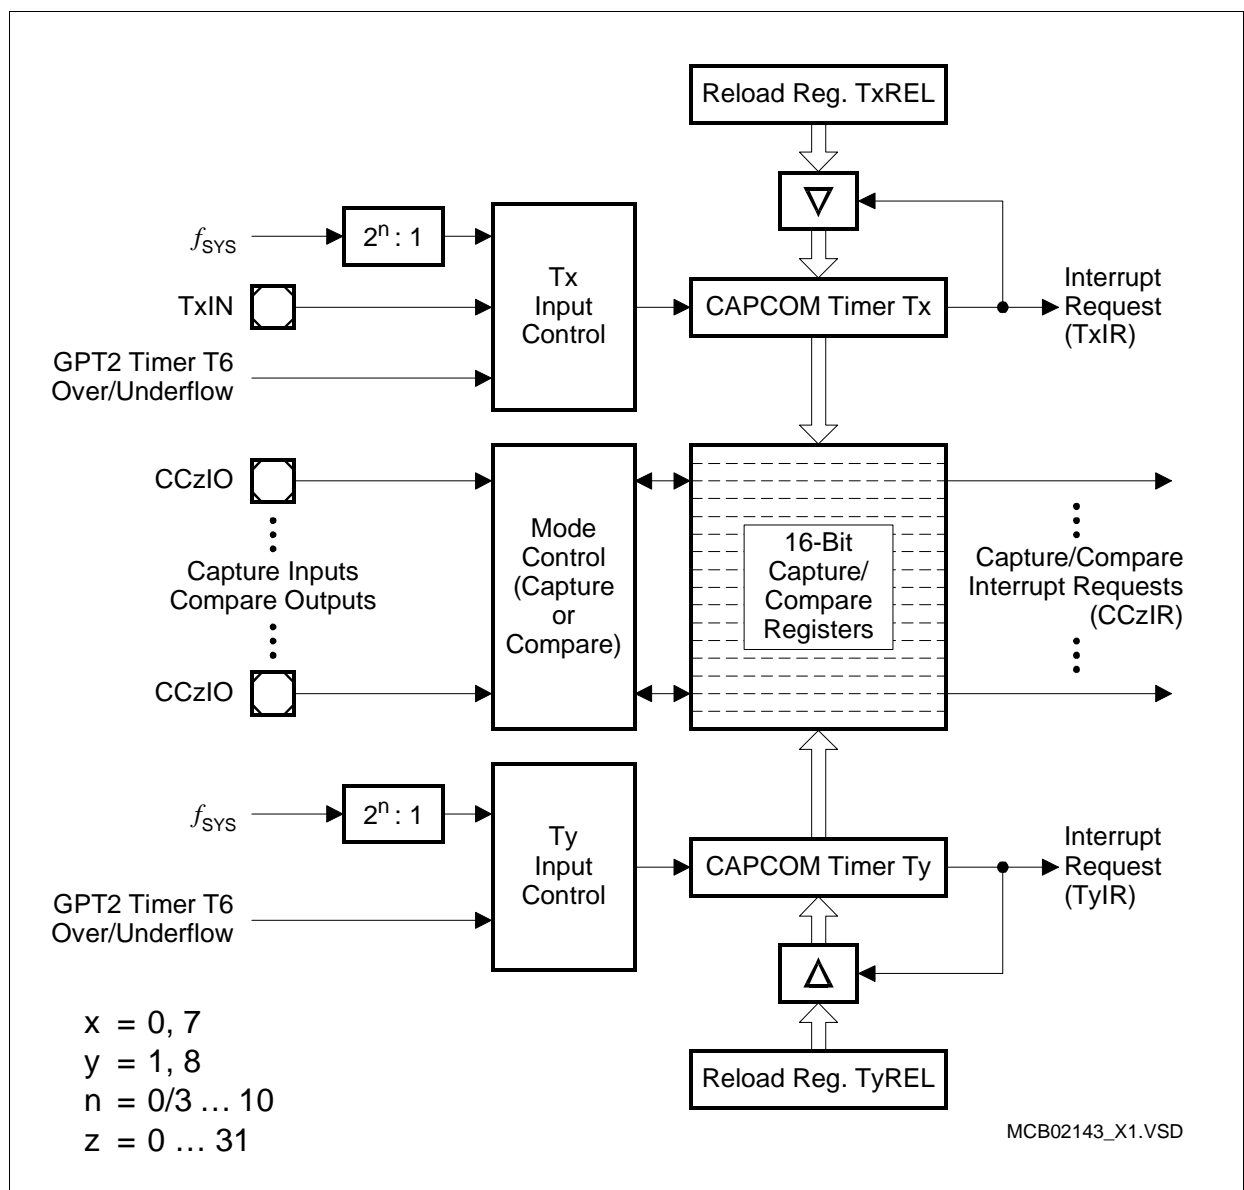 Reload Reg. TxREL
fSYS
2n : 1
Tx
Input
Control
TxIN
CAPCOM Timer Tx
Interrupt
Request
(TxIR)
GPT2 Timer T6
Over/Underflow
CCzIO
Capture Inputs
Compare Outputs
CCzIO
Mode
Control
(Capture
or
Compare)
16-Bit
Capture/
Compare
Registers
Capture/Compare
Interrupt Requests
(CCzIR)
fSYS
2n : 1
Ty
Input
Control
CAPCOM Timer Ty
Interrupt
Request
(TyIR)
GPT2 Timer T6
Over/Underflow
Reload Reg. TyREL
x = 0, 7
y = 1, 8
n = 0/3 … 10
z = 0 … 31
MCB02143_X1.VSD